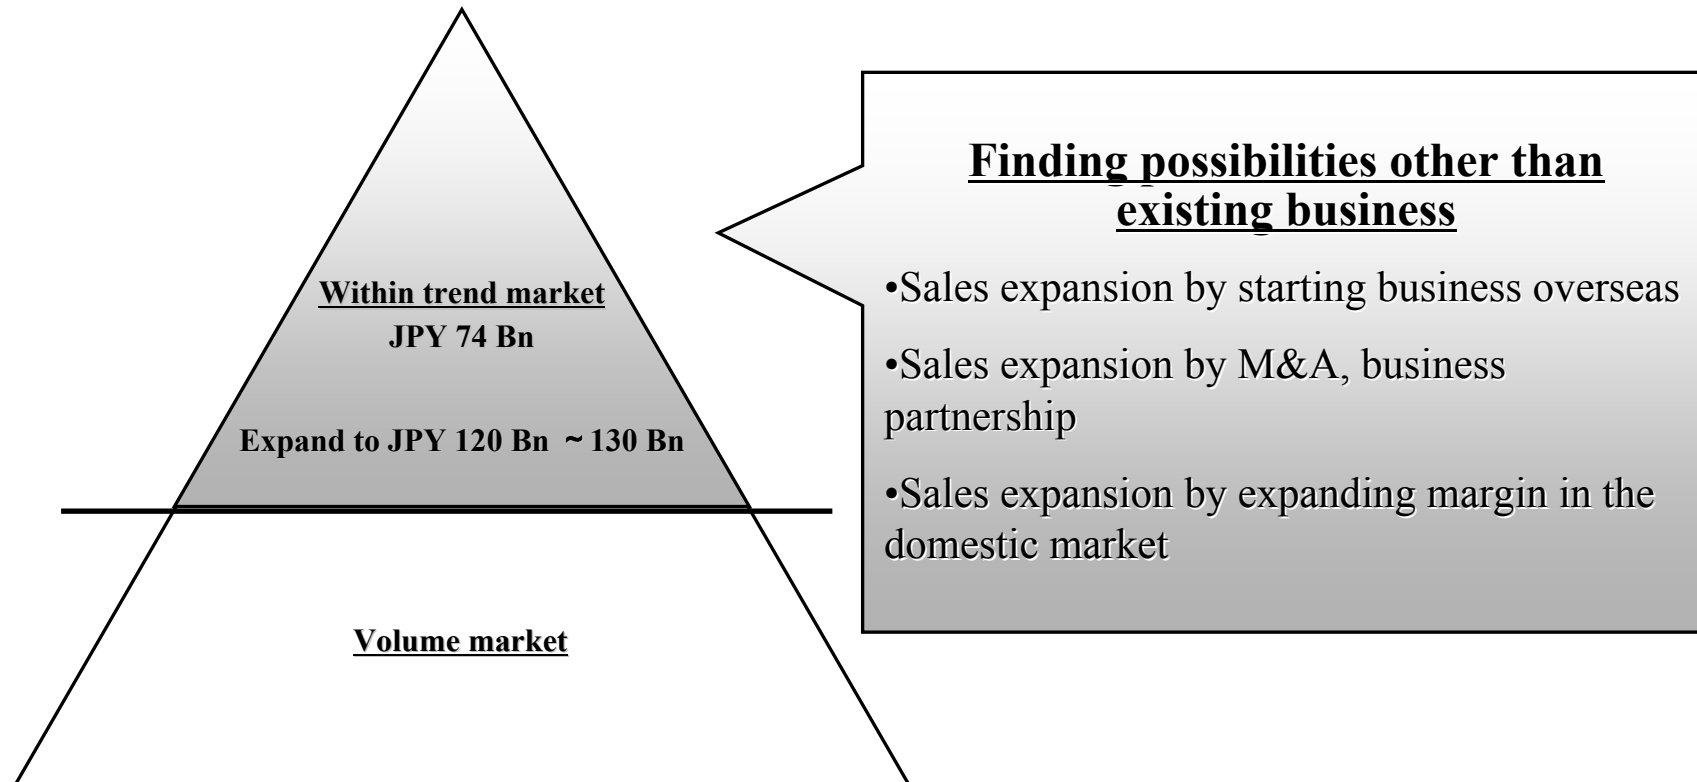 Within trend market
JPY 74 Bn
Expand to JPY 120 Bn ~ 130 Bn
Volume market
Finding possibilities other than
existing business
•Sales expansion by starting business overseas
•Sales expansion by M&A, business
partnership
•Sales expansion by expanding margin in the
domestic market